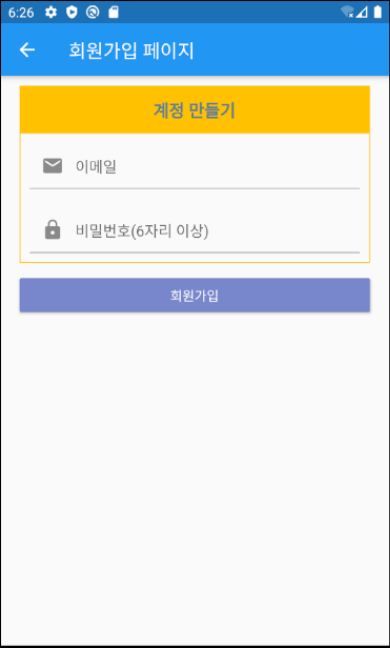 6:26
회원가입 페이지
계정 만들기
이메일
비밀번호(6자리 이상)
회원가입